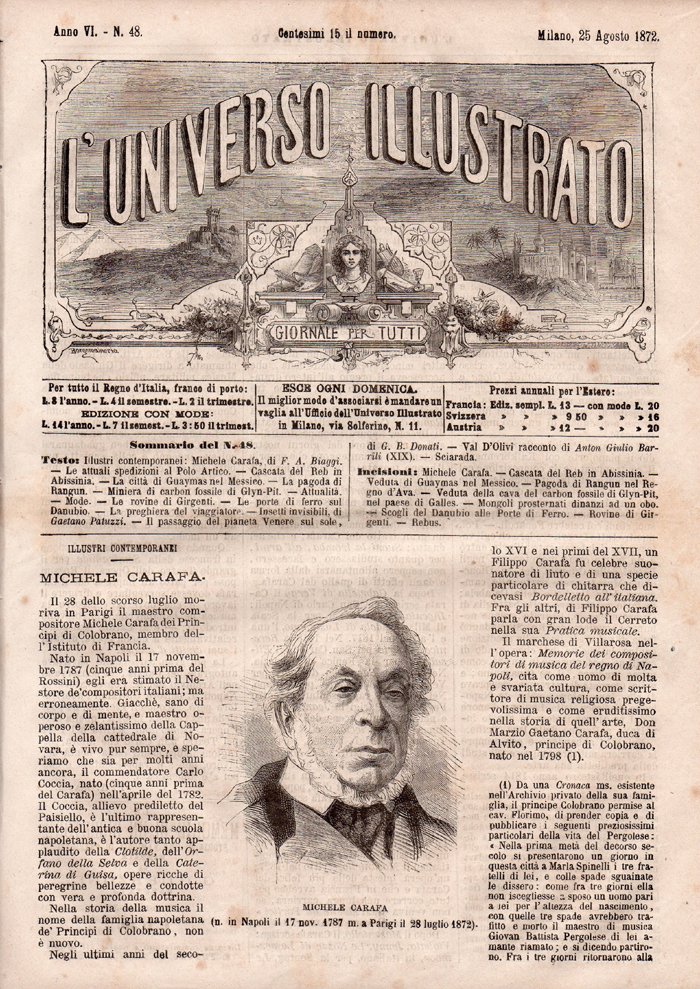 Anno VI. - N. 48.
Centesimi 15 il numero.
Milano, 25 Agosto 1872.
L'UNIVERSO ILLUSTRATO
GIORNALE PER TUTTI
Per tutto il Regno d'Italia, franco di porto:
L. 8 l'anno. - L. 4 il semestre. - L. 2 il trimestre.
EDIZIONE CON MODE:
L. 14 l'anno. - L. 7 il semest. - L. 3:50 il trimest.
ESCE OGNI DOMENICA.
Il miglior mode d'associarsi è mandare un
vaglia all'Ufficio dell'Universo Illustrato
in Milano, via Solferino, N. 11.
Prezzi annuali per l'Estero:
Francia: Ediz. sempl. L. 13 — con mode L. 20
Svizzera » » » 9 50 » » 16
Austria » » » 12 — » » 20
Sommario del N. 48.
Testo: Illustri contemporanei: Michele Carafa, di F. A. Biaggi.
— Le attuali spedizioni al Polo Artico. — Cascata del Reb in
Abissinia. — La città di Guaymas nel Messico. — La pagoda di
Rangun. — Miniera di carbon fossile di Glyn-Pit. — Attualità.
— Mode. — Le rovine di Girgenti. — Le porte di ferro sul
Danubio. — La preghiera del viaggiatore. — Insetti invisibili, di
Gaetano Patuzzi. — Il passaggio del pianeta Venere sul sole,
di G. B. Donati. — Val D'Olivi racconto di Anton Giulio Bar-
rili (XIX). — Sciarada.
Incisioni: Michele Carafa. — Cascata del Reb in Abissinia. —
Veduta di Guaymas nel Messico. — Pagoda di Rangun nel Re-
gno d'Ava. — Veduta della cava del carbon fossile di Glyn-Pit,
nel paese di Galles. — Mongoli prosternati dinanzi ad un obo.
— Scogli del Danubio alle Porte di Ferro. — Rovine di Gir-
genti. — Rebus.
ILLUSTRI CONTEMPORANEI
MICHELE CARAFA.
Il 28 dello scorso luglio mo-
riva in Parigi il maestro com-
positore Michele Carafa dei Prin-
cipi di Colobrano, membro del-
l'Istituto di Francia.
Nato in Napoli il 17 novem-
bre 1787 (cinque anni prima del
Rossini) egli era stimato il Ne-
store de'compositori italiani; ma
erroneamente. Giacchè, sano di
corpo e di mente, e maestro o-
peroso e zelantissimo della Cap-
pella della cattedrale di No-
vara, è vivo pur sempre, e spe-
riamo che sia per molti anni
ancora, il commendatore Carlo
Coccia, nato (cinque anni prima
del Carafa) nell'aprile del 1782.
Il Coccia, allievo prediletto del
Paisiello, è l'ultimo rappresen-
tante dell'antica e buona scuola
napoletana, è l'autore tanto ap-
plaudito della Clotilde, dell'Or-
fano della Selva e della Cate-
rina di Guisa, opere ricche di
peregrine bellezze e condotte
con vera e profonda dottrina.
Nella storia della musica il
nome della famiglia napoletana
de' Principi di Colobrano, non
è nuovo.
Negli ultimi anni del seco-
MICHELE CARAFA
(n. in Napoli il 17 nov. 1787 m. a Parigi il 28 luglio 1872).
lo XVI e nei primi del XVII, un
Filippo Carafa fu celebre suo-
natore di liuto e di una specie
particolare di chitarra che di-
cevasi Bordelletto all'italiana.
Fra gli altri, di Filippo Carafa
parla con gran lode il Cerreto
nella sua Pratica musicale.
Il marchese di Villarosa nel-
l'opera: Memorie dei composi-
tori di musica del regno di Na-
poli, cita come uomo di molta
e svariata cultura, come scrit-
tore di musica religiosa prege-
volissima e come eruditissimo
nella storia di quell'arte, Don
Marzio Gaetano Carafa, duca di
Alvito, principe di Colobrano,
nato nel 1798 (1).
(1) Da una Cronaca ms. esistente
nell'Archivio privato della sua fami-
glia, il principe Colobrano permise al
cav. Florimo, di prender copia e di
pubblicare i seguenti preziosissimi
particolari della vita del Pergolese:
« Nella prima metà del decorso se-
colo si presentarono un giorno in
questa città a Maria Spinelli i tre fra-
telli di lei, e colle spade sguainate
le dissero: come fra tre giorni ella
non iscegliesse a sposo un uomo pari
a lei per l'altezza del nascimento,
con quelle tre spade avrebbero tra-
fitto e morto il maestro di musica
Giovan Battista Pergolese di lei a-
mante riamato; e si dicendo partiro-
no. Fra i tre giorni ritornarono alla